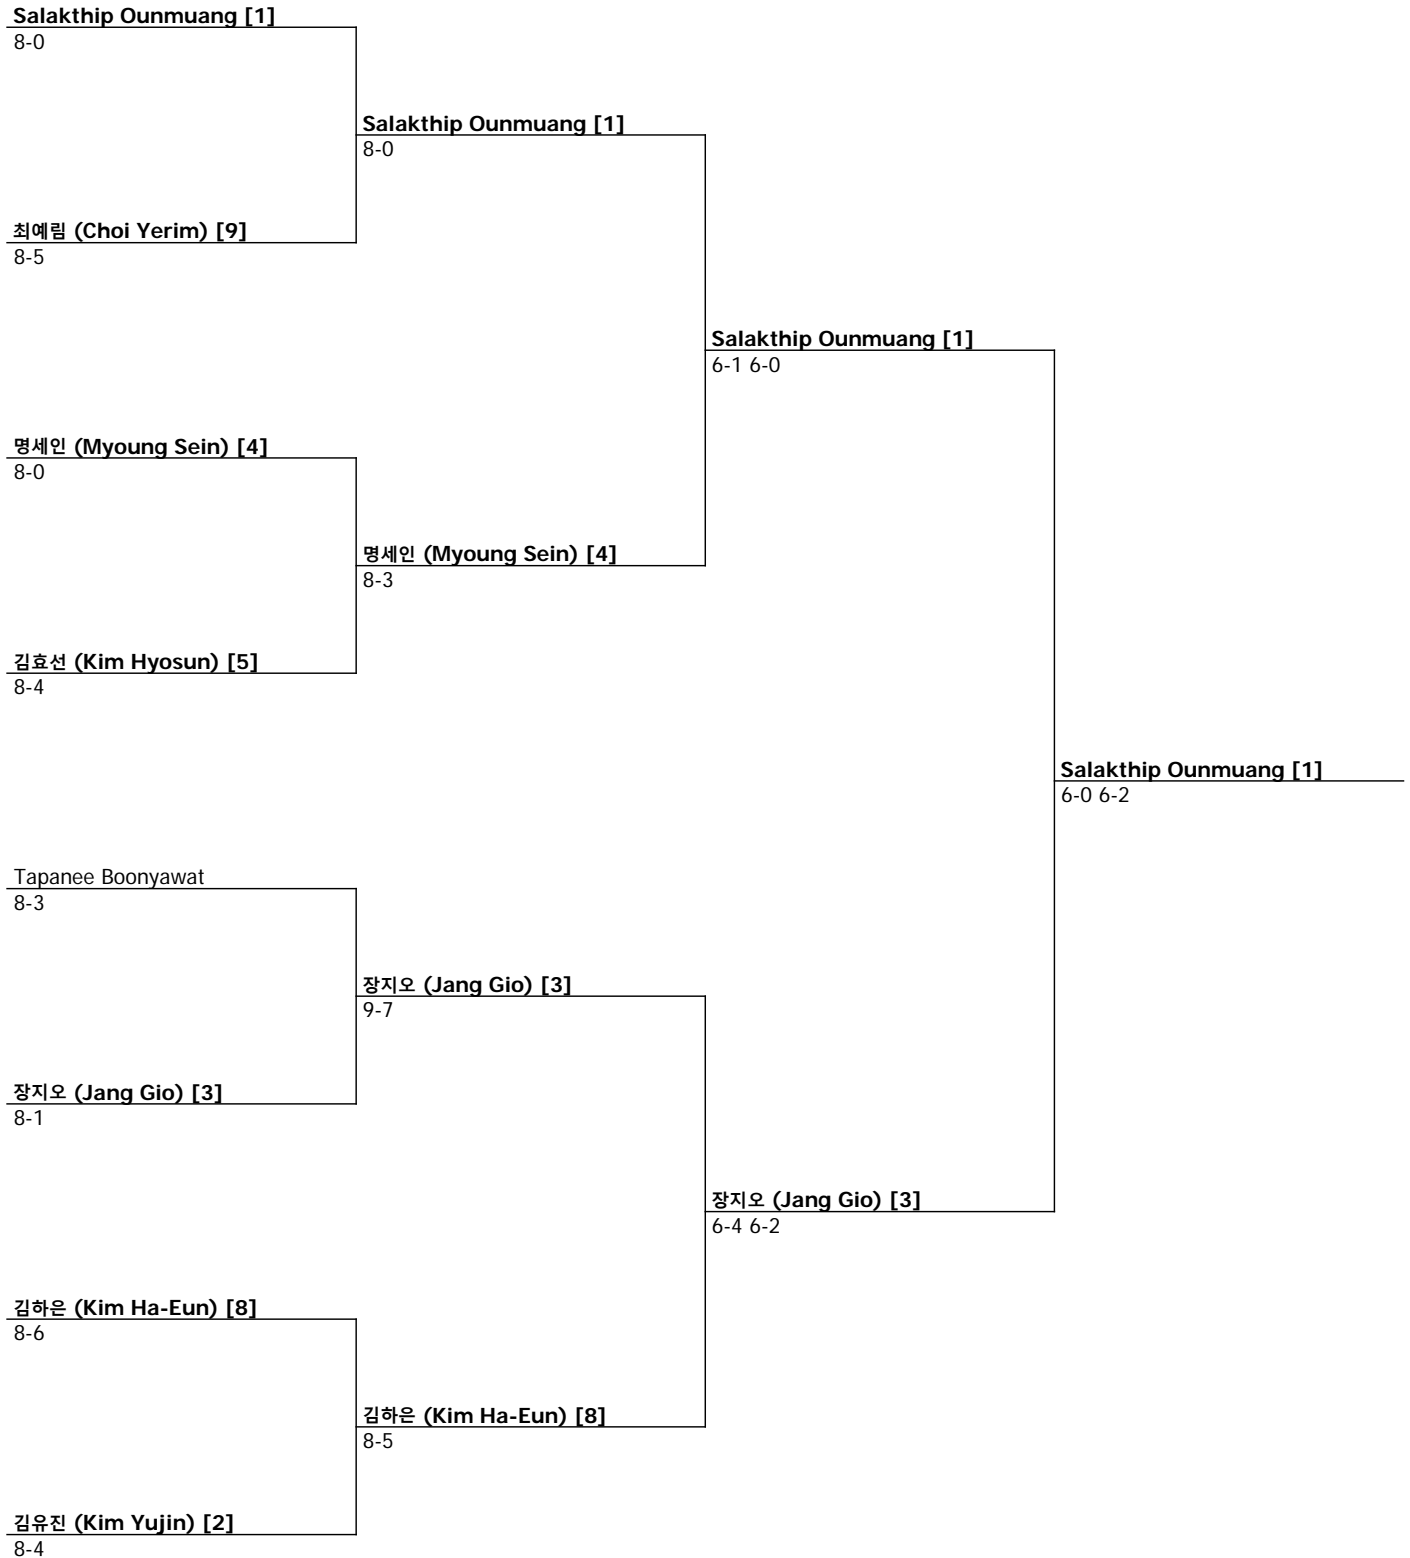 Salakthip Ounmuang [1]
8-0
Salakthip Ounmuang [1]
8-0
최예림 (Choi Yerim) [9]
8-5
Salakthip Ounmuang [1]
6-1 6-0
명세인 (Myoung Sein) [4]
8-0
명세인 (Myoung Sein) [4]
8-3
김효선 (Kim Hyosun) [5]
8-4
Salakthip Ounmuang [1]
6-0 6-2
Tapanee Boonyawat
8-3
장지오 (Jang Gio) [3]
9-7
장지오 (Jang Gio) [3]
8-1
장지오 (Jang Gio) [3]
6-4 6-2
김하은 (Kim Ha-Eun) [8]
8-6
김하은 (Kim Ha-Eun) [8]
8-5
김유진 (Kim Yujin) [2]
8-4